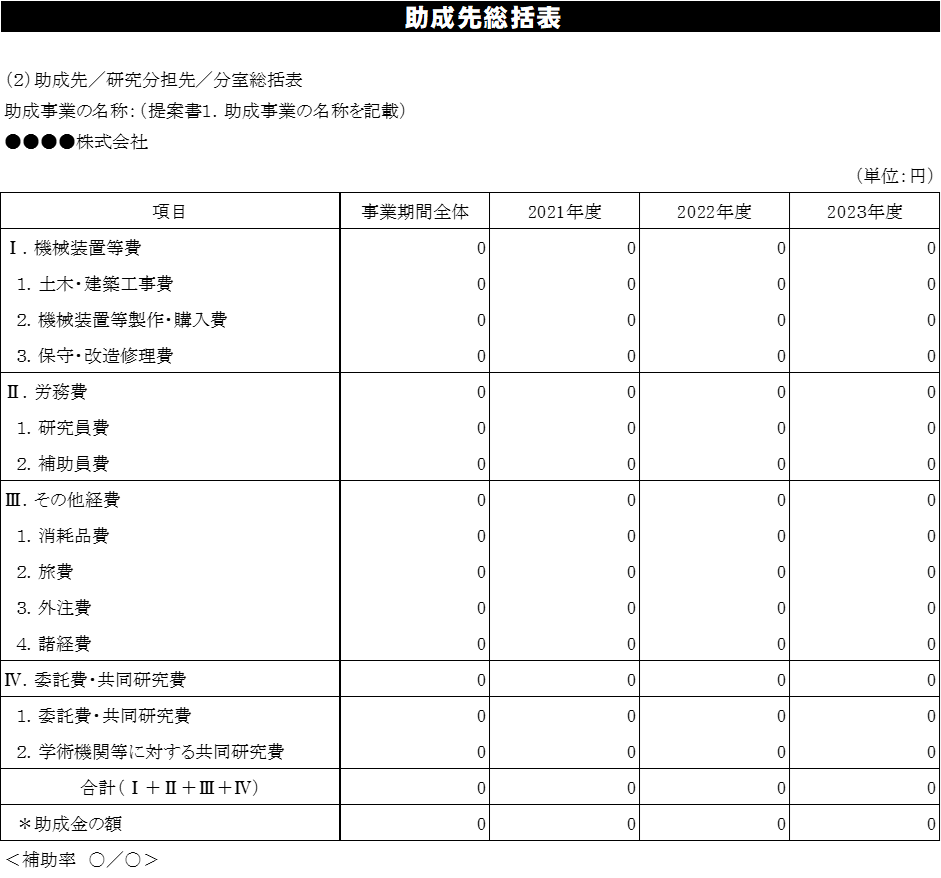 助成先総括表
（2）助成先／研究分担先／分室総括表
助成事業の名称：（提案書1．助成事業の名称を記載）
●●●●株式会社
（単位：円）
項目 事業期間全体 2021年度 2022年度 2023年度
Ⅰ．機械装置等費 0 0 0 0
1．土木・建築工事費 0 0 0 0
2．機械装置等製作・購入費 0 0 0 0
3．保守・改造修理費 0 0 0 0
Ⅱ．労務費 0 0 0 0
1．研究員費 0 0 0 0
2．補助員費 0 0 0 0
Ⅲ．その他経費 0 0 0 0
1．消耗品費 0 0 0 0
2．旅費 0 0 0 0
3．外注費 0 0 0 0
4．諸経費 0 0 0 0
Ⅳ．委託費・共同研究費 0 0 0 0
1．委託費・共同研究費 0 0 0 0
2．学術機関等に対する共同研究費 0 0 0 0
合計（Ⅰ＋Ⅱ＋Ⅲ＋Ⅳ） 0 0 0 0
＊助成金の額 0 0 0 0
＜補助率　○／○＞